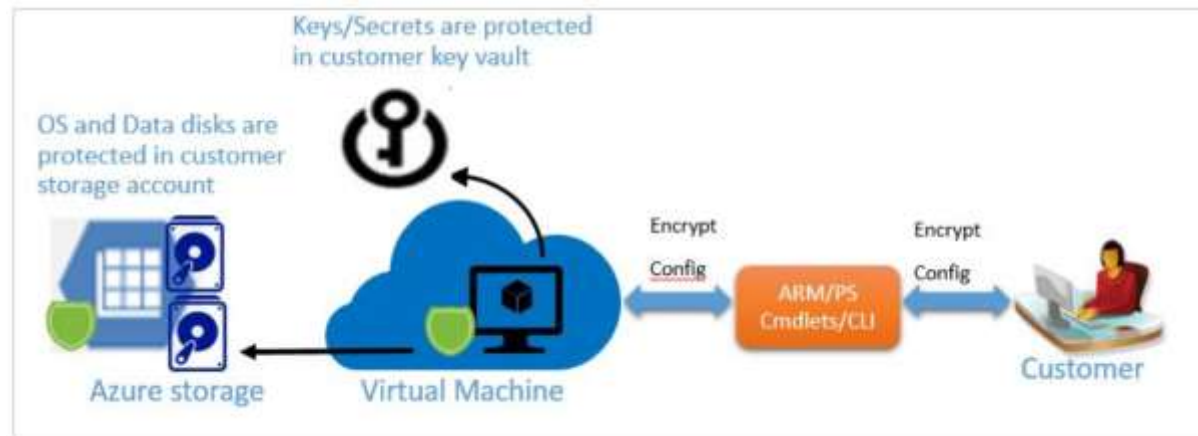 Keys/Secrets are protected
in customer key vault
OS and Data disks are
protected in customer
storage account
Encrypt
Config
Encrypt
Config
ARM/PS
Cmdlets/CLI
Azure storage
Virtual Machine
Customer